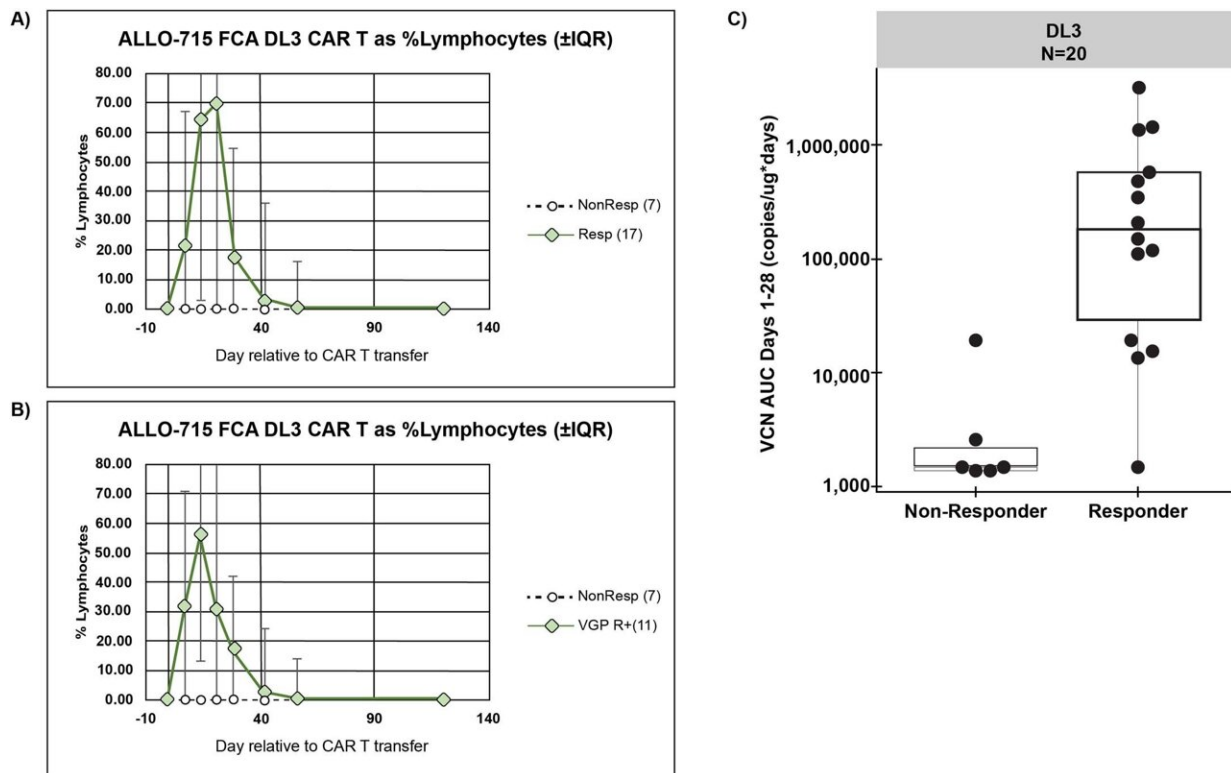 A)
ALLO-715 FCA DL3 CAR T as %Lymphocytes (±IQR)
% Lymphocytes
80.00
70.00
60.00
50.00
40.00
30.00
20.00
10.00
0.00
-10
40
90
140
Day relative to CAR T transfer
NonResp (7)
Resp (17)
B)
ALLO-715 FCA DL3 CAR T as %Lymphocytes (±IQR)
% Lymphocytes
80.00
70.00
60.00
50.00
40.00
30.00
20.00
10.00
0.00
-10
40
90
140
Day relative to CAR T transfer
NonResp (7)
VGP R+(11)
C)
DL3
N=20
VCN AUC Days 1-28 (copies/ug*days)
1,000,000
100,000
10,000
1,000
Non-Responder
Responder